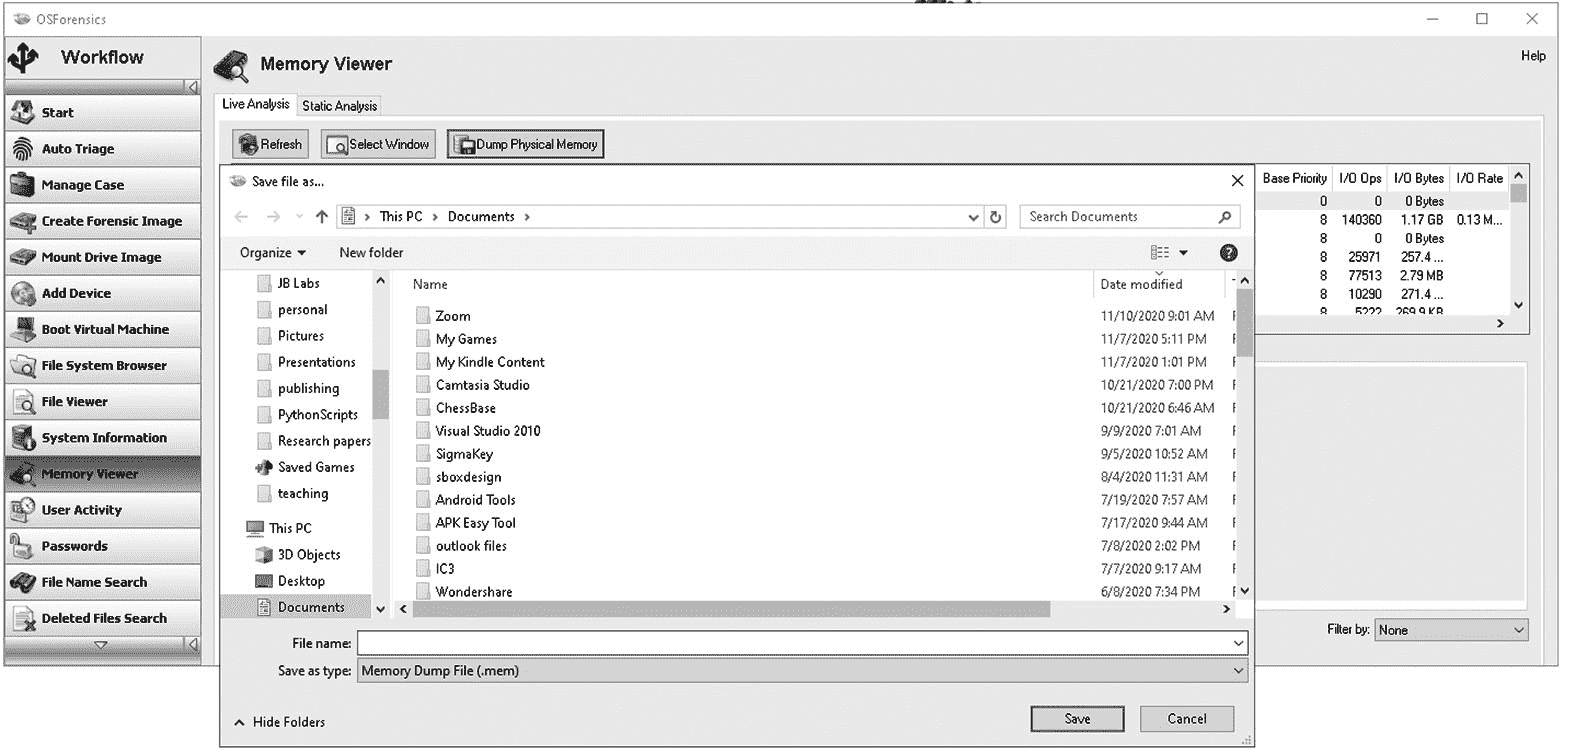 OSForensics
Workflow
Start
Auto Triage
Manage Case
Create Forensic Image
Mount Drive Image
Add Device
Boot Virtual Machine
File System Browser
File Viewer
System Information
Memory Viewer
User Activity
Passwords
File Name Search
Deleted Files Search
Memory Viewer
Help
Live Analysis Static Analysis
Refresh Select Window Dump Physical Memory
Save file as...
This PC > Documents >
Search Documents
Organize New folder
JB Labs
personal
Pictures
Presentations
publishing
PythonScripts
Research papers
Saved Games
teaching
This PC
3D Objects
Desktop
Documents
Name Date modified
Zoom 11/10/2020 9:01 AM
My Games 11/7/2020 5:11 PM
My Kindle Content 11/7/2020 1:01 PM
Camtasia Studio 10/21/2020 7:00 PM
ChessBase 10/21/2020 6:46 AM
Visual Studio 2010 9/9/2020 7:01 AM
SigmaKey 9/5/2020 10:52 AM
sboxdesign 8/4/2020 11:31 AM
Android Tools 7/19/2020 7:57 AM
APK Easy Tool 7/17/2020 9:44 AM
outlook files 7/8/2020 2:02 PM
IC3 7/7/2020 9:17 AM
Wondershare 6/8/2020 7:34 PM
File name:
Save as type: Memory Dump File (.mem)
Hide Folders
Save Cancel
Base Priority I/O Ops I/O Bytes I/O Rate
0 0 0 Bytes
8 140360 1.17 GB 0.13 M...
8 0 0 Bytes
8 25971 257.4 ...
8 77513 2.79 MB
8 10290 271.4 ...
8 5222 269.9 KB
Filter by: None